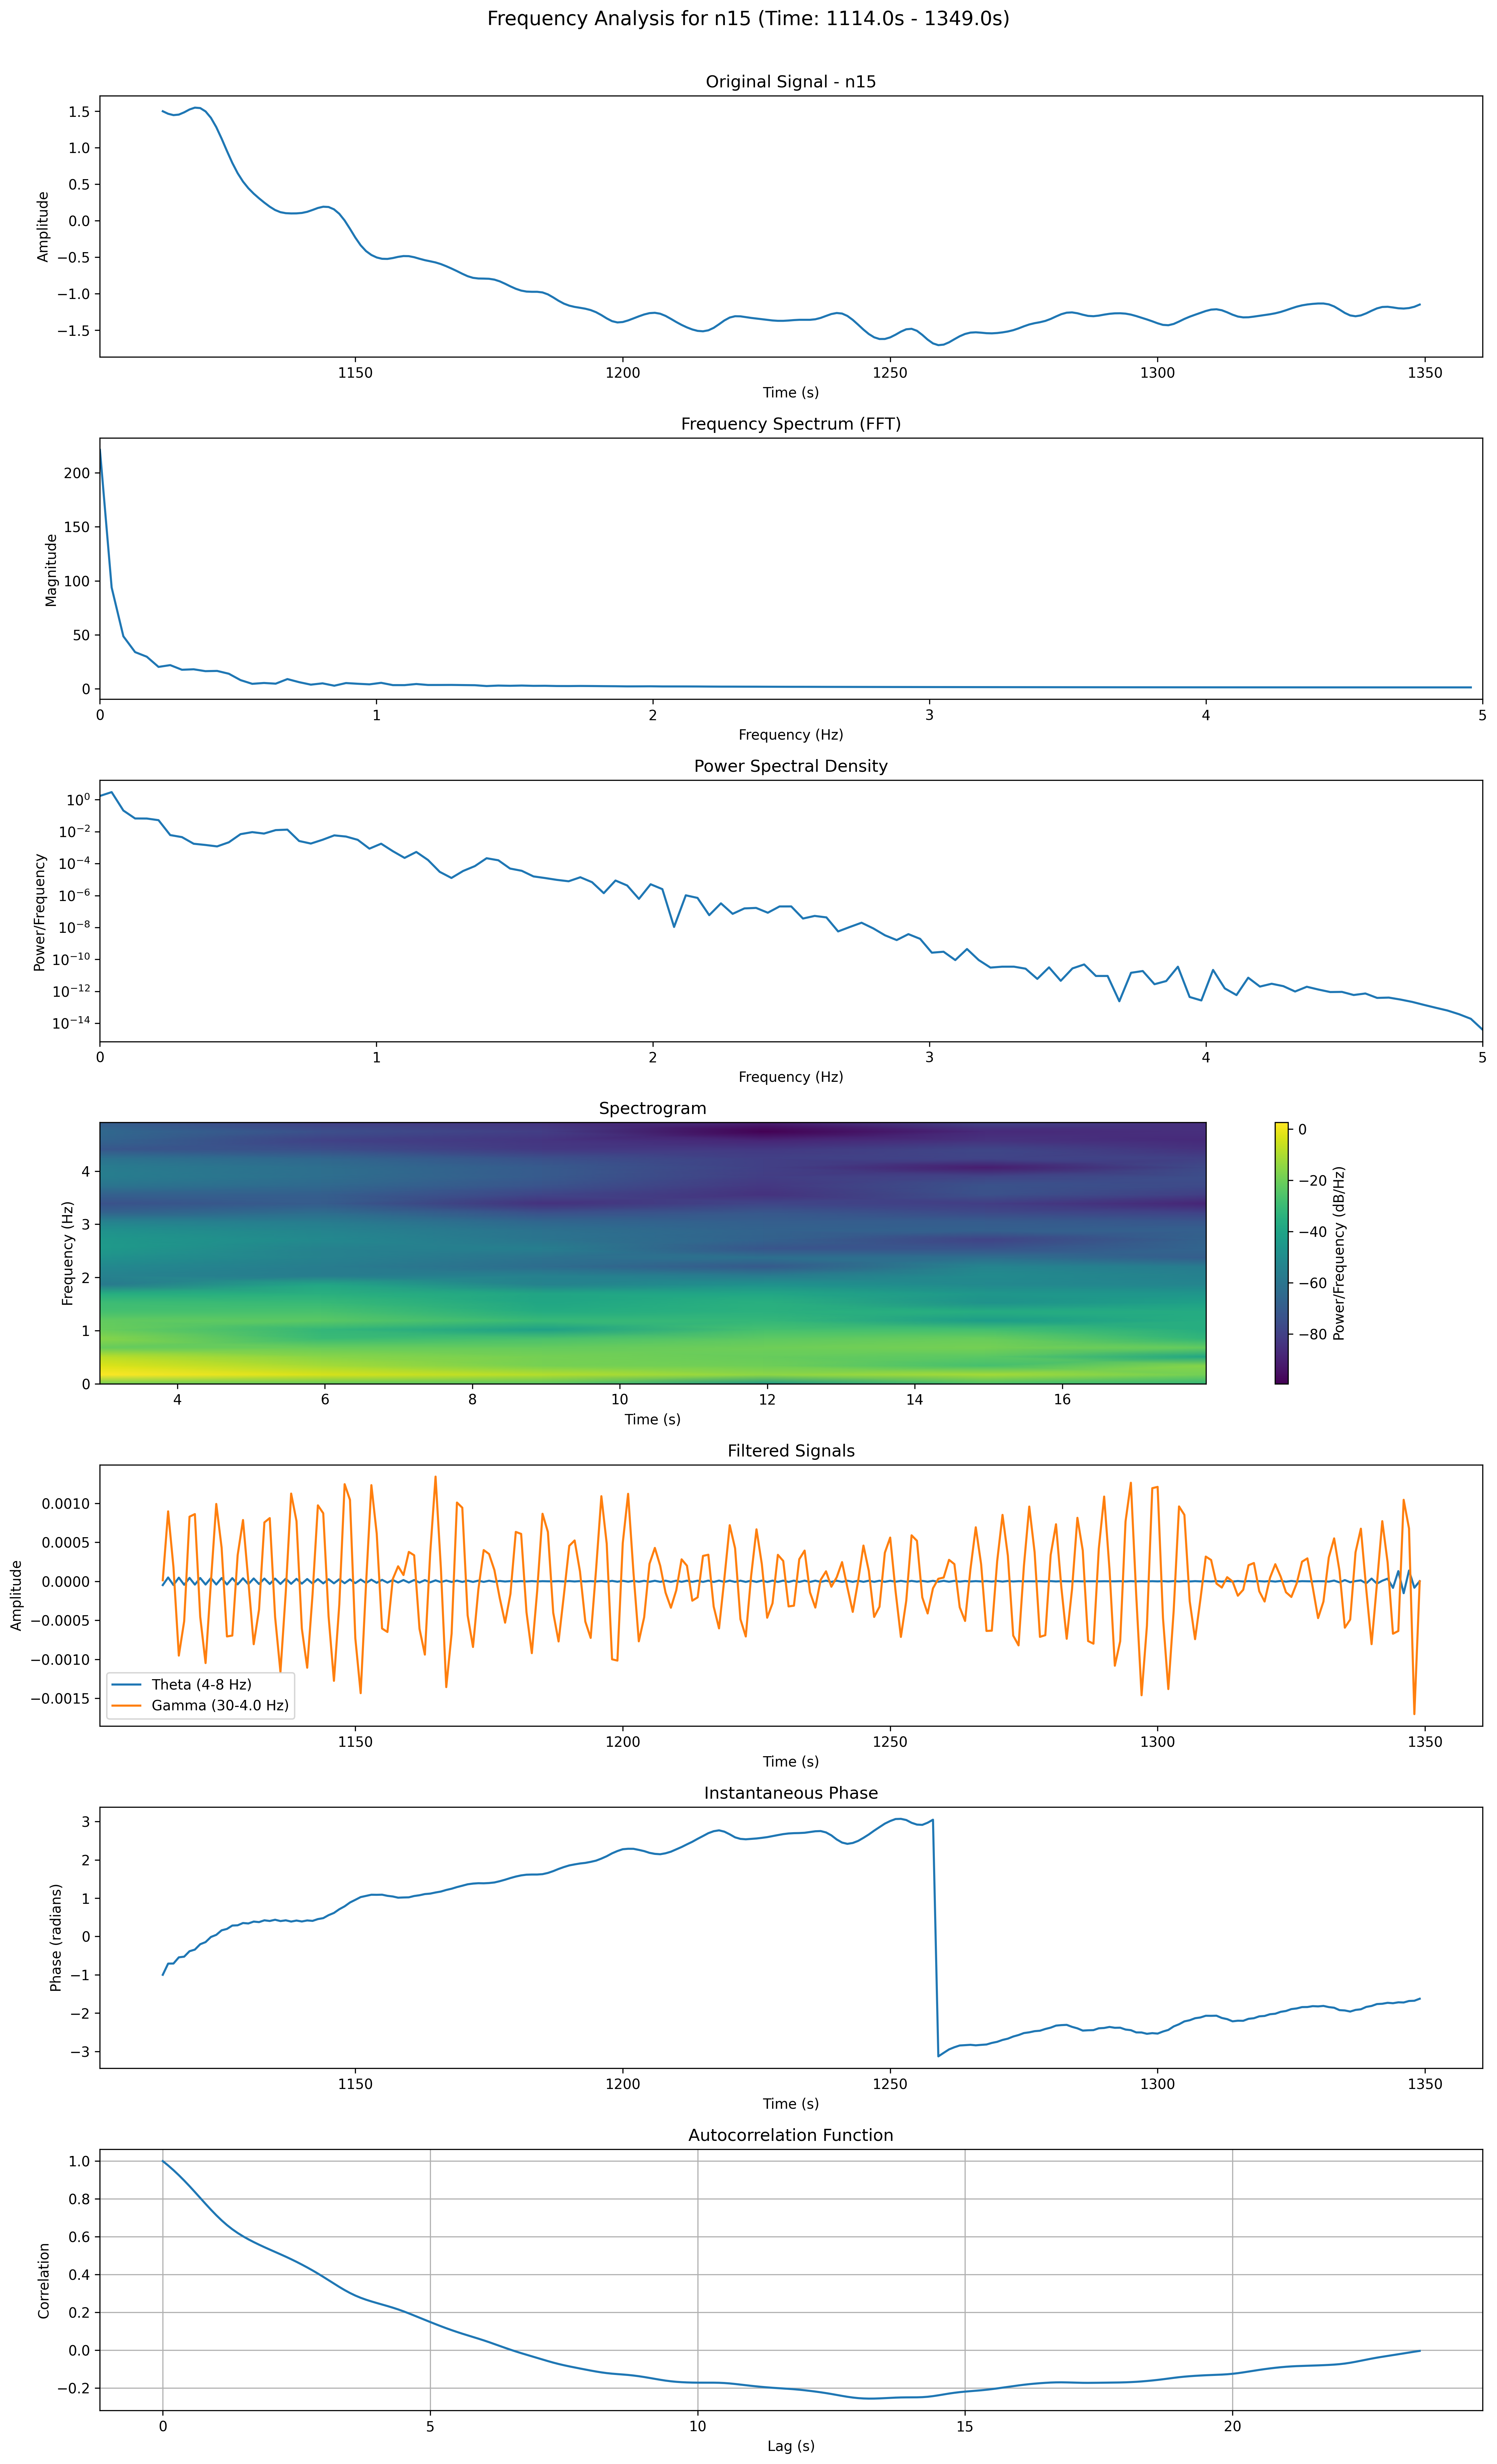 Frequency Analysis for n15 (Time: 1114.0s - 1349.0s)
Original Signal - n15
Amplitude
1.5
1.0
0.5
0.0
−0.5
−1.0
−1.5
1150 1200 1250 1300 1350
Time (s)
Frequency Spectrum (FFT)
Magnitude
200
150
100
50
0
0 1 2 3 4 5
Frequency (Hz)
Power Spectral Density
Power/Frequency
10⁰
10⁻²
10⁻⁴
10⁻⁶
10⁻⁸
10⁻¹⁰
10⁻¹²
10⁻¹⁴
0 1 2 3 4 5
Frequency (Hz)
Spectrogram
Frequency (Hz)
4
3
2
1
0
4 6 8 10 12 14 16
Time (s)
0
−20
−40
−60
−80
Power/Frequency (dB/Hz)
Filtered Signals
Amplitude
0.0010
0.0005
0.0000
−0.0005
−0.0010
−0.0015
Theta (4-8 Hz)
Gamma (30-4.0 Hz)
1150 1200 1250 1300 1350
Time (s)
Instantaneous Phase
Phase (radians)
3
2
1
0
−1
−2
−3
1150 1200 1250 1300 1350
Time (s)
Autocorrelation Function
Correlation
1.0
0.8
0.6
0.4
0.2
0.0
−0.2
0 5 10 15 20
Lag (s)